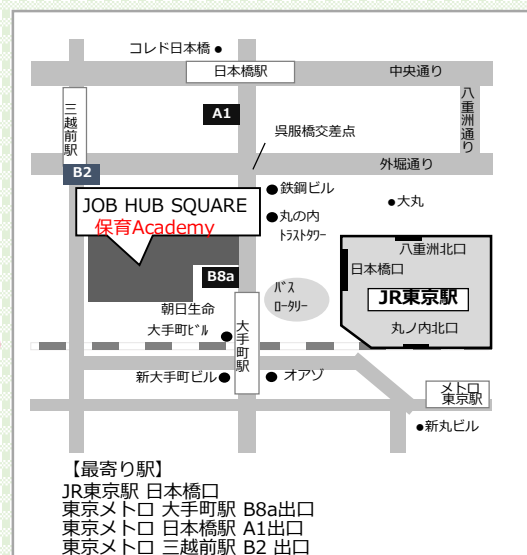 コレド日本橋
日本橋駅
中央通り
三越前駅
八重洲通り
A1
呉服橋交差点
外堀通り
B2
鉄鋼ビル
JOB HUB SQUARE
保育Academy
大丸
丸の内
ﾄﾗｽﾄﾀﾜｰ
八重洲北口
日本橋口
B8a
ﾊﾞｽ
ﾛｰﾀﾘｰ
JR東京駅
朝日生命
大手町ﾋﾞﾙ
丸ノ内北口
大手町駅
新大手町ビル
オアゾ
メトロ
東京駅
新丸ビル
【最寄り駅】
JR東京駅 日本橋口
東京メトロ 大手町駅 B8a出口
東京メトロ 日本橋駅 A1出口
東京メトロ 三越前駅 B2 出口